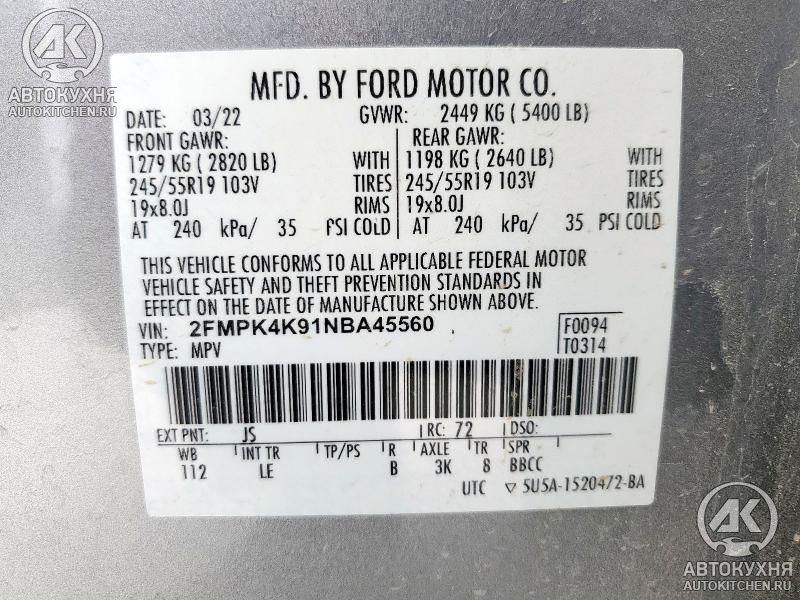 АК
АВТОКУХНЯ
AUTOKITCHEN.RU
MFD. BY FORD MOTOR CO.
DATE: 03/22 GVWR: 2449 KG ( 5400 LB)
FRONT GAWR: REAR GAWR:
1279 KG ( 2820 LB) WITH 1198 KG ( 2640 LB) WITH
245/55R19 103V TIRES 245/55R19 103V TIRES
19x8.0J RIMS 19x8.0J RIMS
AT 240 kPa/ 35 PSI COLD AT 240 kPa/ 35 PSI COLD
THIS VEHICLE CONFORMS TO ALL APPLICABLE FEDERAL MOTOR
VEHICLE SAFETY AND THEFT PREVENTION STANDARDS IN
EFFECT ON THE DATE OF MANUFACTURE SHOWN ABOVE.
VIN: 2FMPK4K91NBA45560 F0094
TYPE: MPV T0314
EXT PNT: JS RC: 72 DSO:
WB INT TR TP/PS R AXLE TR SPR
112 LE B 3K 8 BBCC
UTC ▽ 5U5A-1520472-BA
АК
АВТОКУХНЯ
AUTOKITCHEN.RU